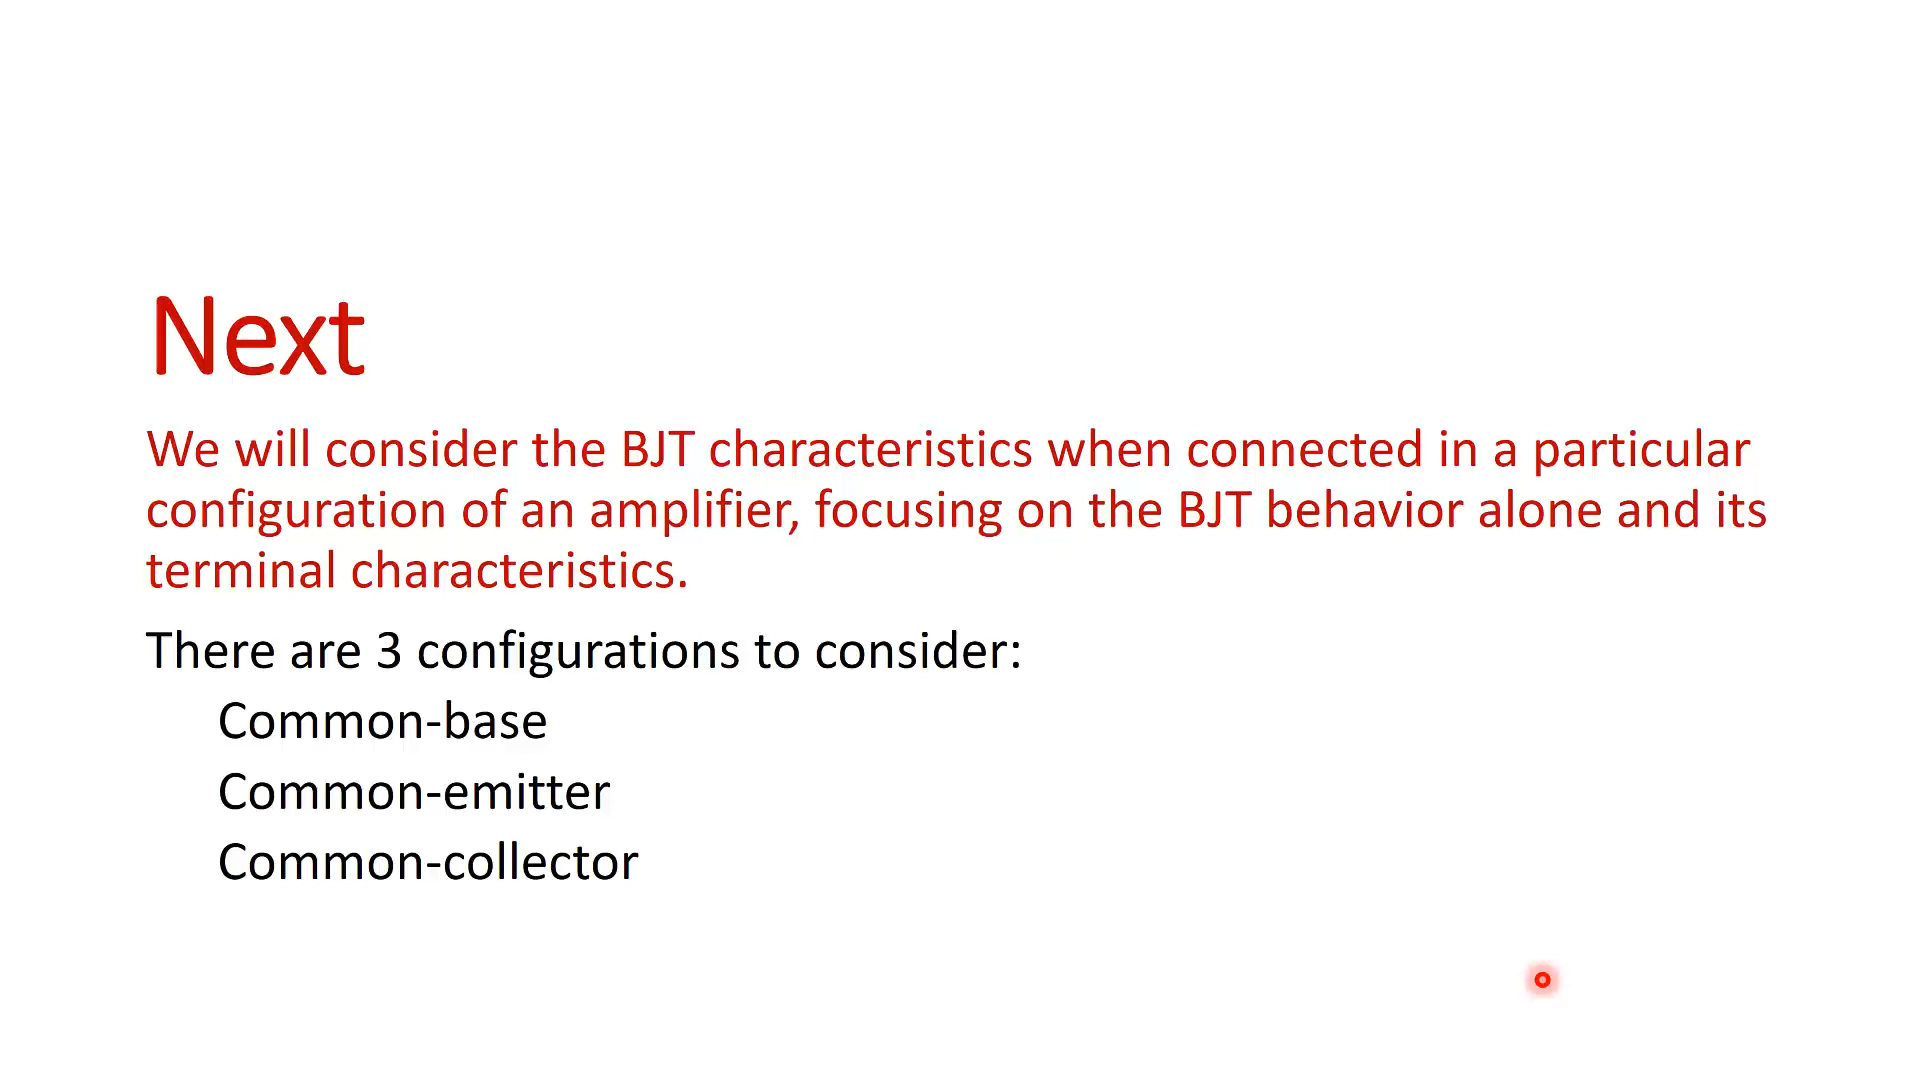 Next
We will consider the BJT characteristics when connected in a particular
configuration of an amplifier, focusing on the BJT behavior alone and its
terminal characteristics.
There are 3 configurations to consider:
Common-base
Common-emitter
Common-collector